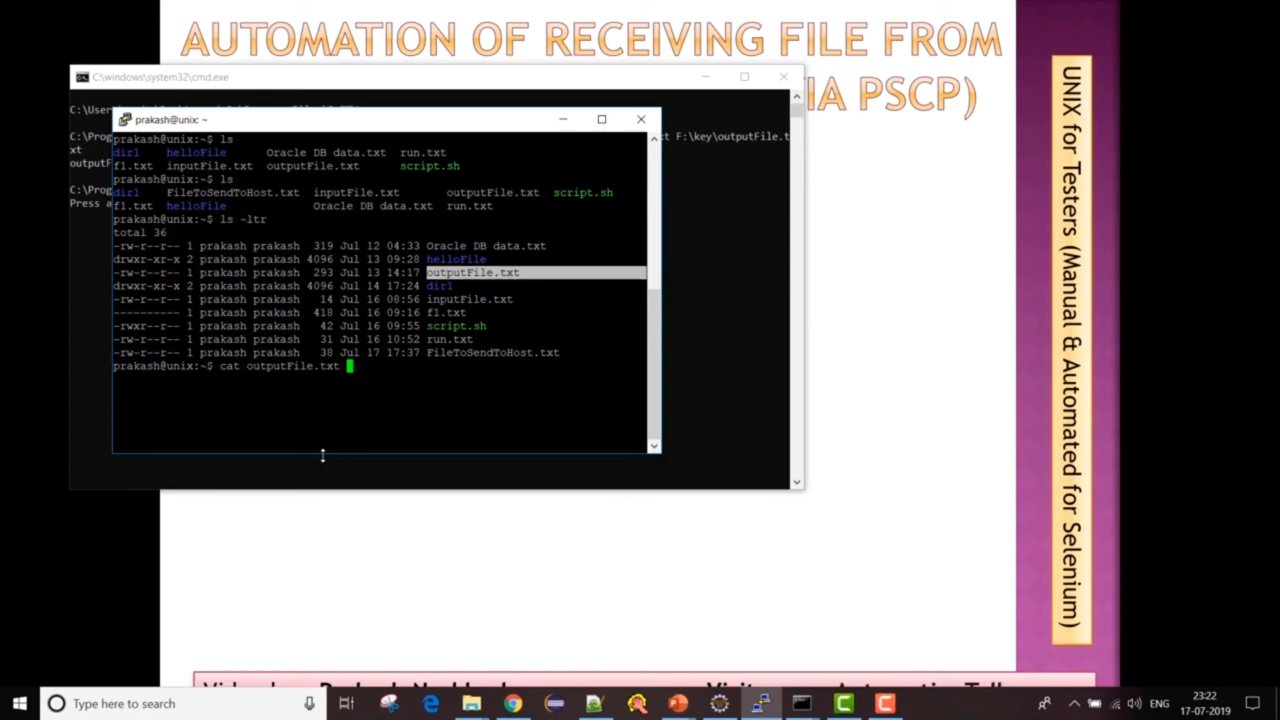 AUTOMATION OF RECEIVING FILE FROM
IA PSCP)
C:\windows\system32\cmd.exe
C:\Prog
xt F:\key\outputFile.t
xt
outputF
C:\Prog
Press a
prakash@unix: ~
prakash@unix:~$ ls
dir1 helloFile Oracle DB data.txt run.txt
f1.txt inputFile.txt outputFile.txt script.sh
prakash@unix:~$ ls
dir1 FileToSendToHost.txt inputFile.txt outputFile.txt script.sh
f1.txt helloFile Oracle DB data.txt run.txt
prakash@unix:~$ ls -ltr
total 36
-rw-r--r-- 1 prakash prakash 319 Jul 12 04:33 Oracle DB data.txt
drwxr-xr-x 2 prakash prakash 4096 Jul 13 09:28 helloFile
-rw-r--r-- 1 prakash prakash 293 Jul 13 14:17 outputFile.txt
drwxr-xr-x 2 prakash prakash 4096 Jul 14 17:24 dir1
-rw-r--r-- 1 prakash prakash 14 Jul 16 08:56 inputFile.txt
---------- 1 prakash prakash 418 Jul 16 09:16 f1.txt
-rwxr--r-- 1 prakash prakash 42 Jul 16 09:55 script.sh
-rw-r--r-- 1 prakash prakash 31 Jul 16 10:52 run.txt
-rw-r--r-- 1 prakash prakash 38 Jul 17 17:37 FileToSendToHost.txt
prakash@unix:~$ cat outputFile.txt
UNIX for Testers (Manual & Automated for Selenium)
Type here to search
ENG
23:22
17-07-2019